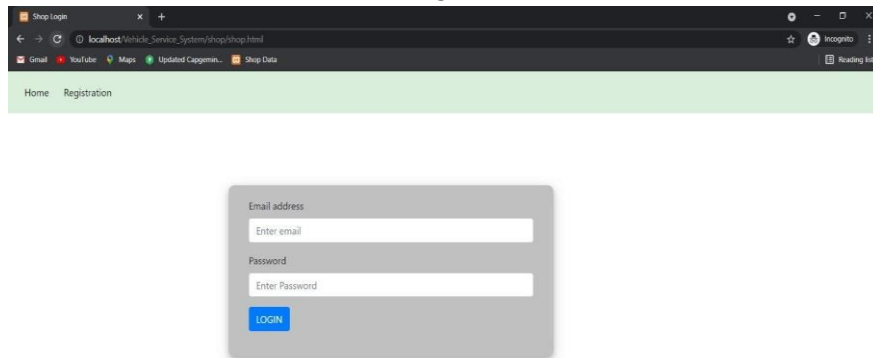 Shop Login
localhost/Vehicle_Service_System/shop/shop.html
Incognito
Gmail YouTube Maps Updated Capgemin... Shop Data Reading list
Home Registration
Email address
Enter email
Password
Enter Password
LOGIN